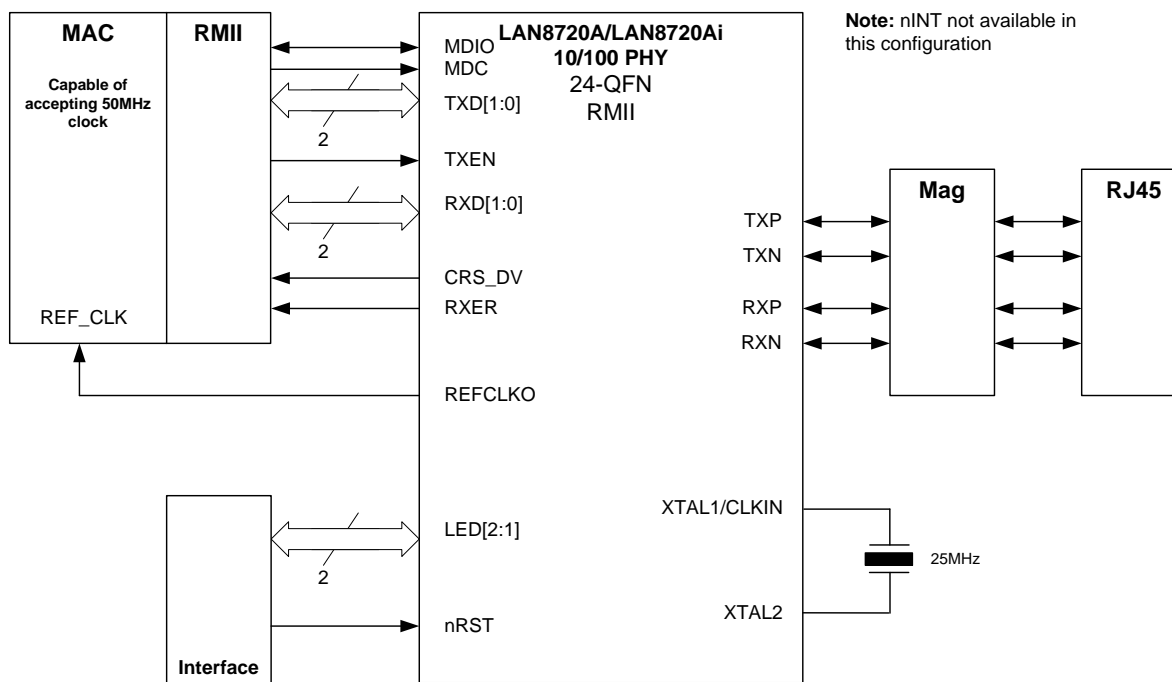 MAC
RMII
Capable of
accepting 50MHz
clock
REF_CLK
LAN8720A/LAN8720Ai
10/100 PHY
24-QFN
RMII
MDIO
MDC
TXD[1:0]
2
TXEN
RXD[1:0]
2
CRS_DV
RXER
REFCLKO
LED[2:1]
2
nRST
Interface
Note: nINT not available in
this configuration
TXP
TXN
RXP
RXN
Mag
RJ45
XTAL1/CLKIN
25MHz
XTAL2